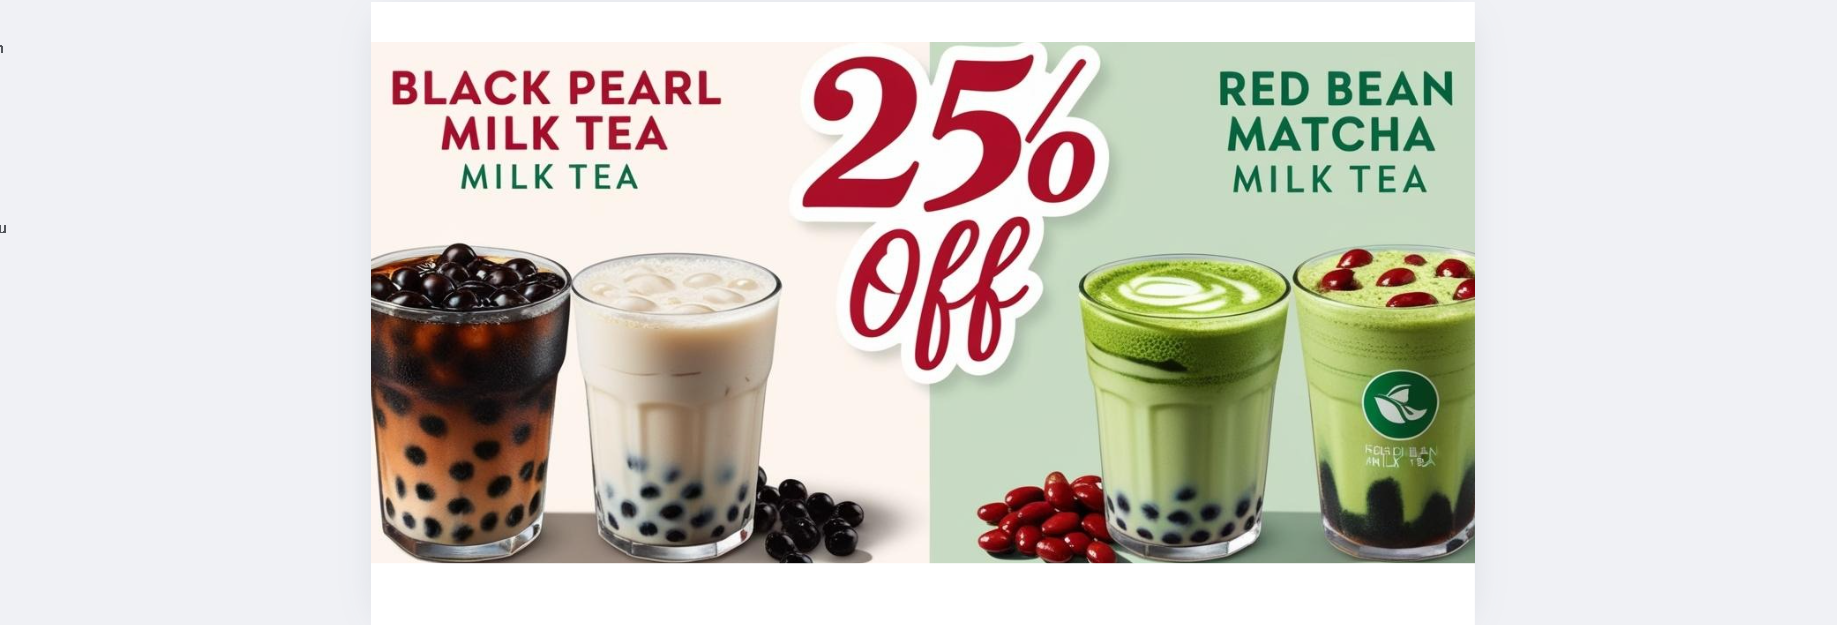 BLACK PEARL
MILK TEA
MILK TEA
25%
Off
RED BEAN
MATCHA
MILK TEA